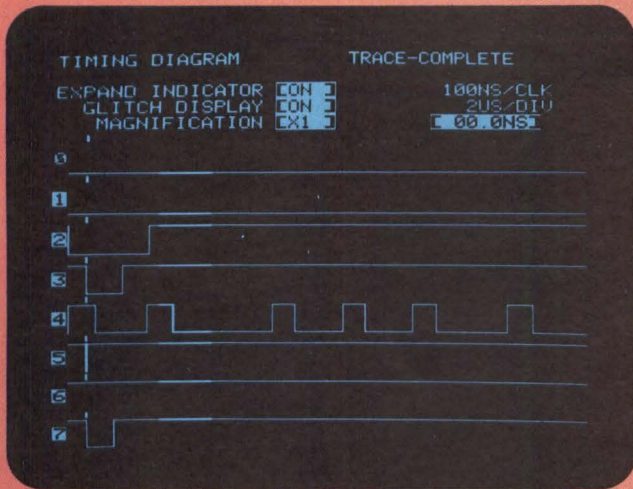 TIMING DIAGRAM TRACE-COMPLETE
EXPAND INDICATOR [ON ] 100NS/CLK
GLITCH DISPLAY [ON ] 2US/DIV
MAGNIFICATION [X1 ] [ 00.0NS]
0
1
2
3
4
5
6
7